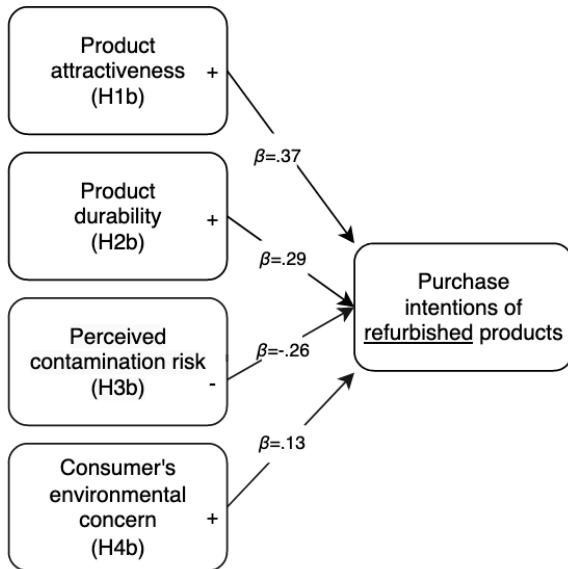 Product
attractiveness
+
(H1b)
β=.37
Product
durability
+
(H2b)
β=.29
Purchase
intentions of
refurbished products
Perceived
contamination risk
(H3b)
-
β=-.26
Consumer's
environmental
concern
+
(H4b)
β=.13